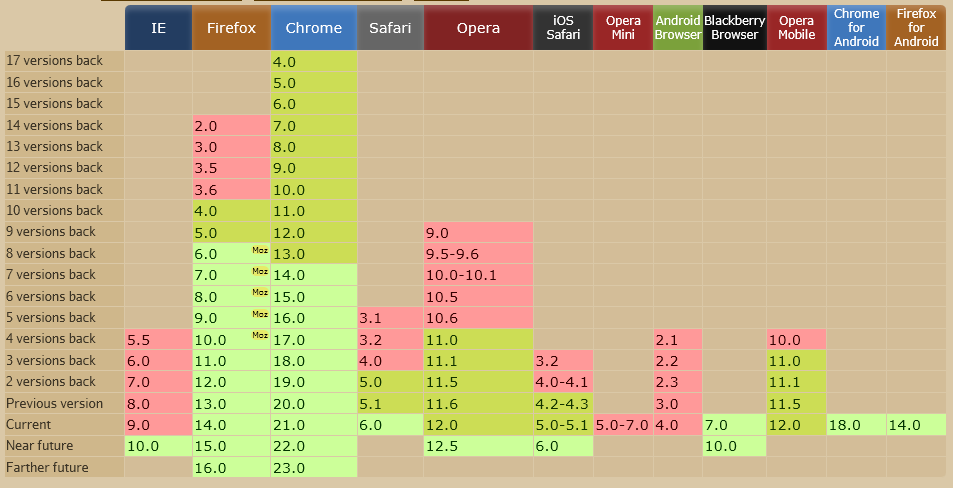 IE Firefox Chrome Safari Opera iOS Safari Opera Mini Android Browser Blackberry Browser Opera Mobile Chrome for Android Firefox for Android
17 versions back 4.0
16 versions back 5.0
15 versions back 6.0
14 versions back 2.0 7.0
13 versions back 3.0 8.0
12 versions back 3.5 9.0
11 versions back 3.6 10.0
10 versions back 4.0 11.0
9 versions back 5.0 12.0 9.0
8 versions back 6.0 Moz 13.0 9.5-9.6
7 versions back 7.0 Moz 14.0 10.0-10.1
6 versions back 8.0 Moz 15.0 10.5
5 versions back 9.0 Moz 16.0 3.1 10.6
4 versions back 5.5 10.0 Moz 17.0 3.2 11.0 2.1 10.0
3 versions back 6.0 11.0 18.0 4.0 11.1 3.2 2.2 11.0
2 versions back 7.0 12.0 19.0 5.0 11.5 4.0-4.1 2.3 11.1
Previous version 8.0 13.0 20.0 5.1 11.6 4.2-4.3 3.0 11.5
Current 9.0 14.0 21.0 6.0 12.0 5.0-5.1 5.0-7.0 4.0 7.0 12.0 18.0 14.0
Near future 10.0 15.0 22.0 12.5 6.0 10.0
Farther future 16.0 23.0